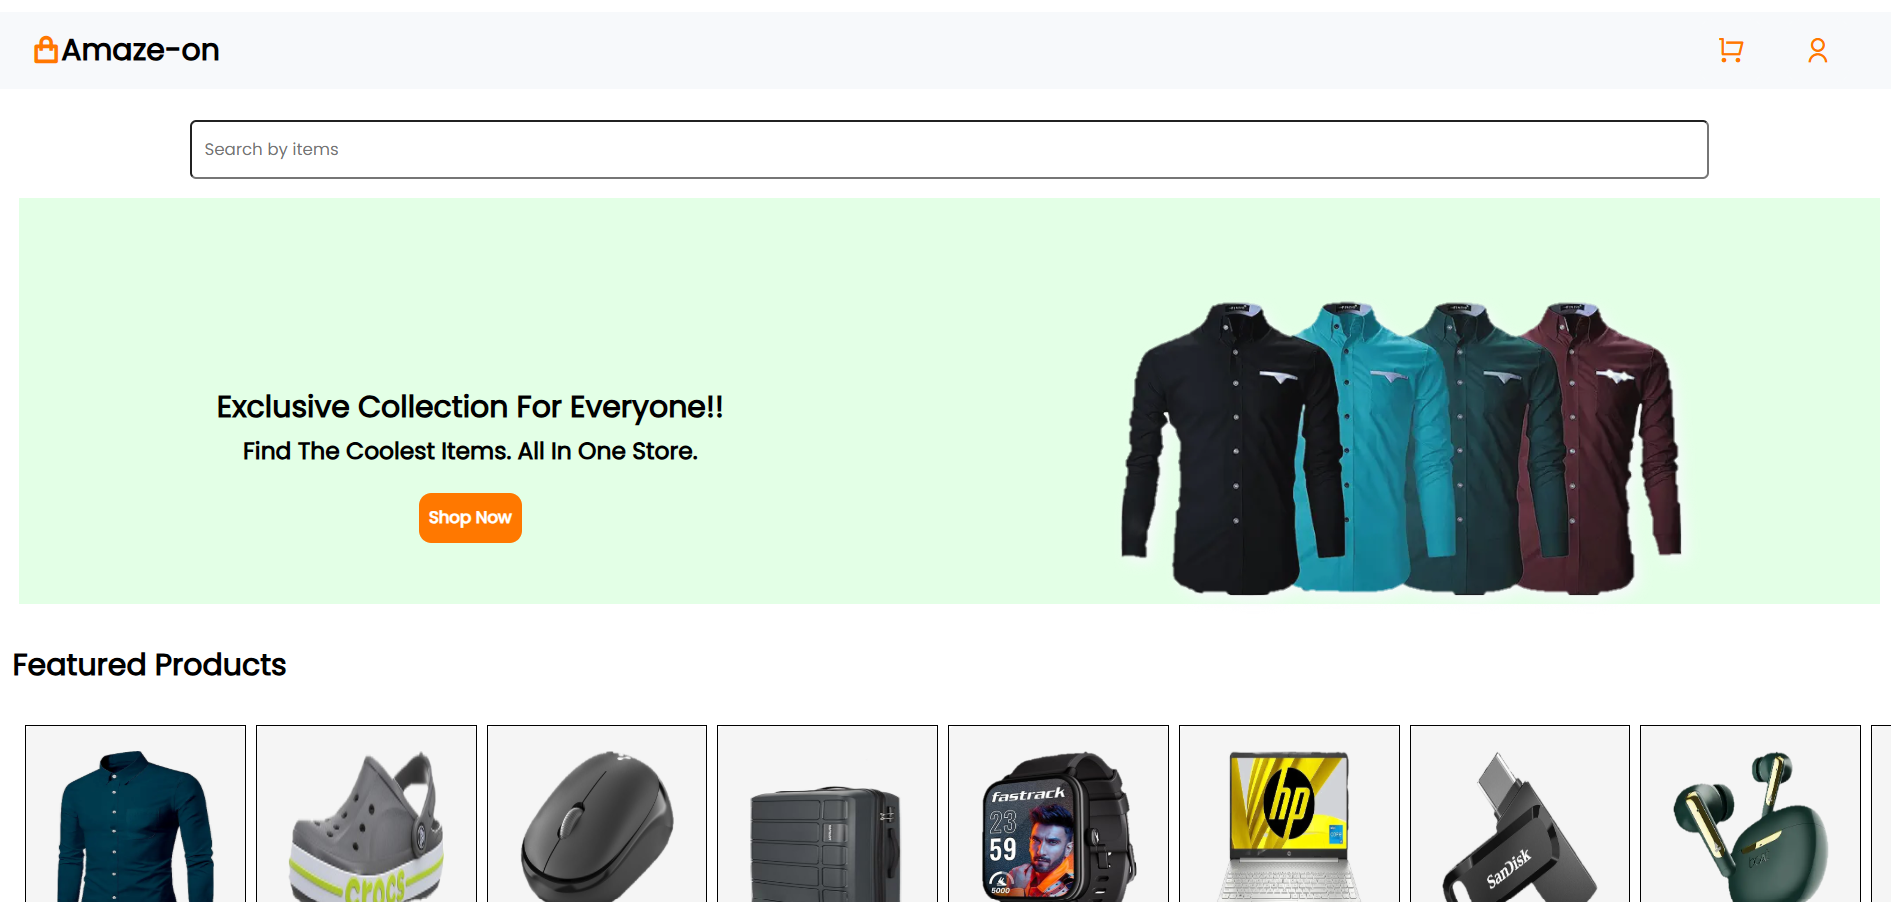 Amaze-on
Search by items
Exclusive Collection For Everyone!!
Find The Coolest Items. All In One Store.
Shop Now
Featured Products
crocs
fastrack
23
59
5000
hp
SanDisk